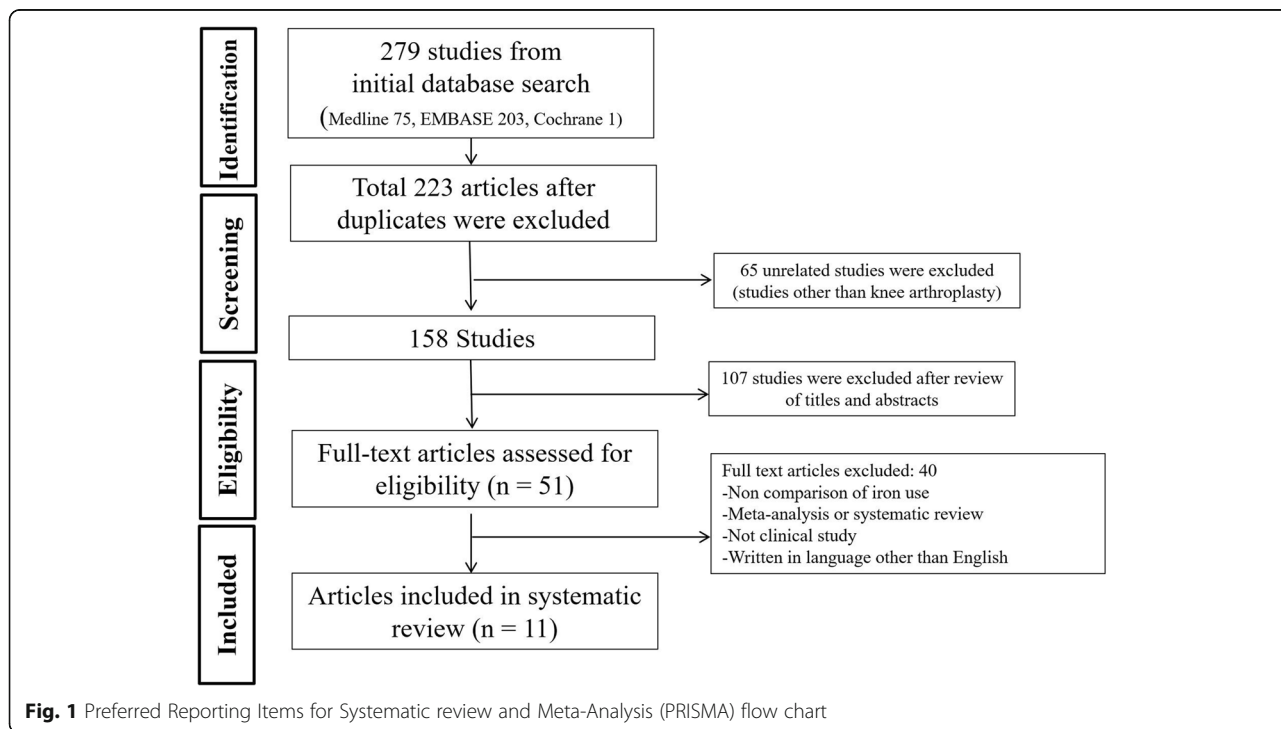 Identification
279 studies from
initial database search
(Medline 75, EMBASE 203, Cochrane 1)
Total 223 articles after
duplicates were excluded
Screening
65 unrelated studies were excluded
(studies other than knee arthroplasty)
158 Studies
107 studies were excluded after review
of titles and abstracts
Eligibility
Full-text articles assessed for
eligibility (n = 51)
Full text articles excluded: 40
-Non comparison of iron use
-Meta-analysis or systematic review
-Not clinical study
-Written in language other than English
Included
Articles included in systematic
review (n = 11)
Fig. 1 Preferred Reporting Items for Systematic review and Meta-Analysis (PRISMA) flow chart